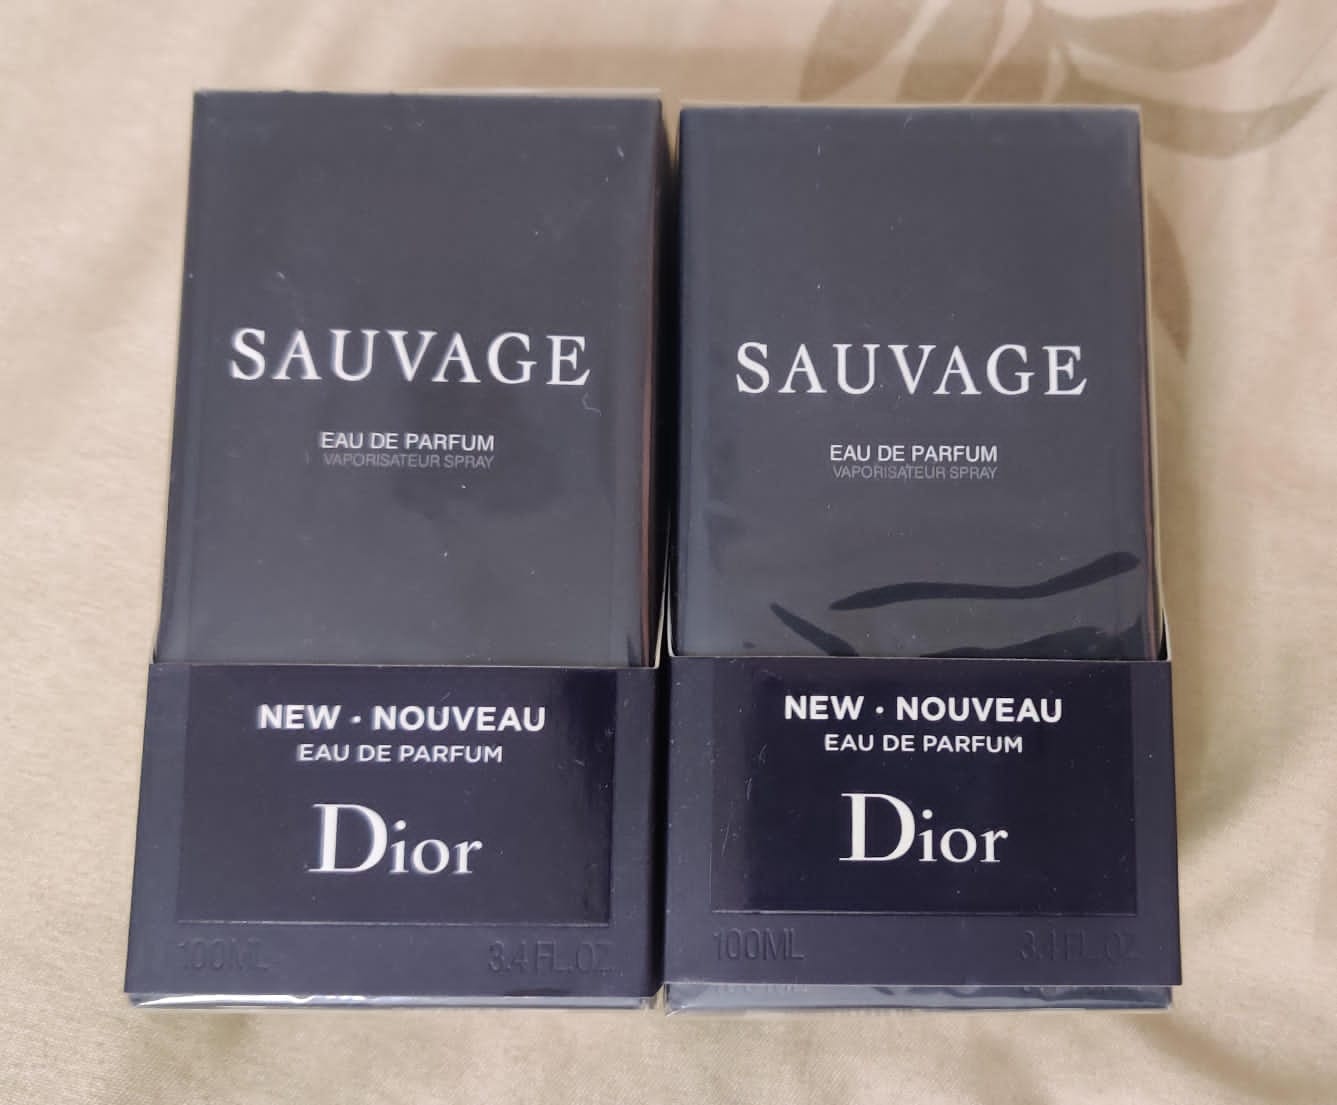 SAUVAGE
EAU DE PARFUM
VAPORISATEUR SPRAY
NEW · NOUVEAU
EAU DE PARFUM
Dior
100ML 3.4 FL.OZ.
SAUVAGE
EAU DE PARFUM
VAPORISATEUR SPRAY
NEW · NOUVEAU
EAU DE PARFUM
Dior
100ML 3.4 FL.OZ.